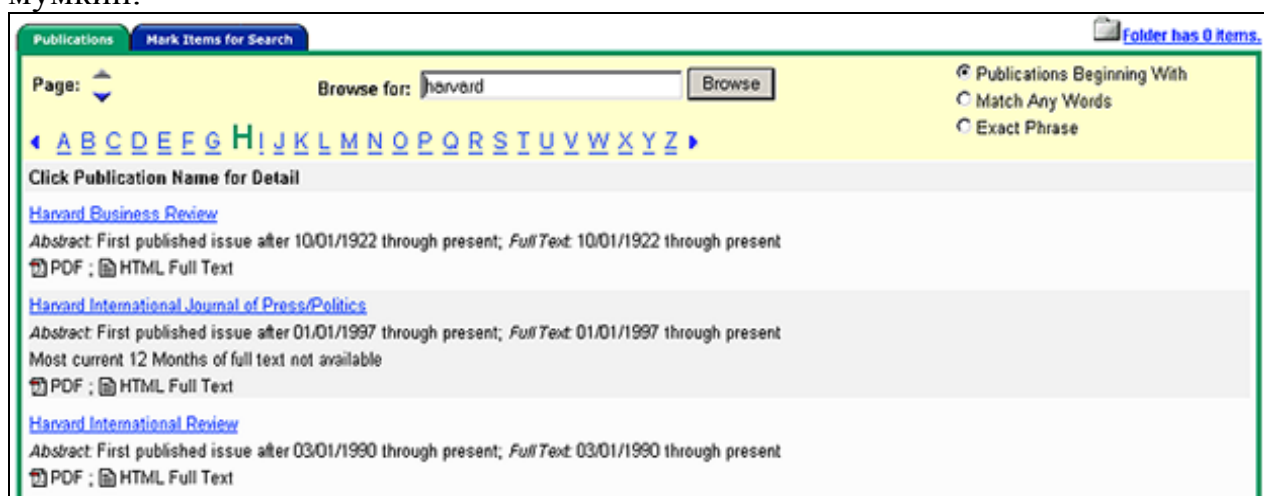 мумкин.
Publications Mark Items for Search Folder has 0 items.
Page: Browse for: harvard Browse Publications Beginning With
Match Any Words
Exact Phrase
A B C D E F G H I J K L M N O P Q R S T U V W X Y Z
Click Publication Name for Detail
Harvard Business Review
Abstract: First published issue after 10/01/1922 through present; Full Text: 10/01/1922 through present
PDF ; HTML Full Text
Harvard International Journal of Press/Politics
Abstract: First published issue after 01/01/1997 through present; Full Text: 01/01/1997 through present
Most current 12 Months of full text not available
PDF ; HTML Full Text
Harvard International Review
Abstract: First published issue after 03/01/1990 through present; Full Text: 03/01/1990 through present
PDF ; HTML Full Text